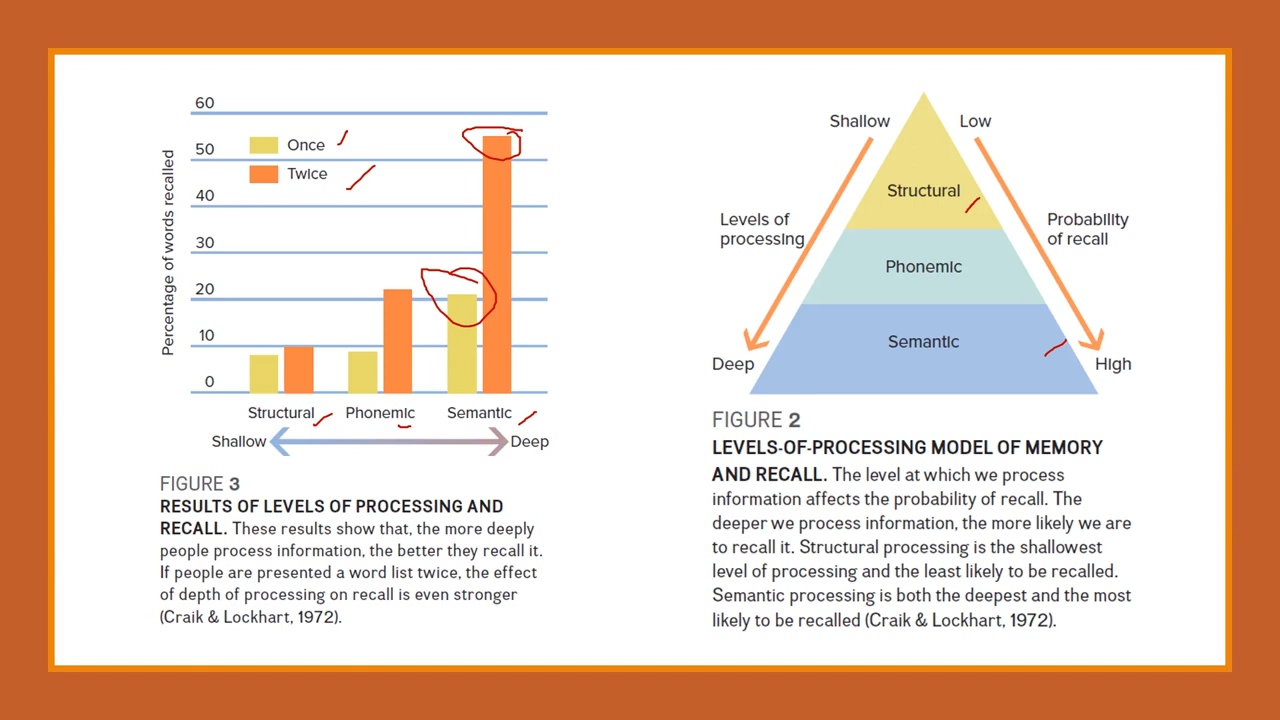 60
50
40
30
20
10
0
Percentage of words recalled
Once
Twice
Structural Phonemic Semantic
Shallow Deep
FIGURE 3
RESULTS OF LEVELS OF PROCESSING AND
RECALL. These results show that, the more deeply
people process information, the better they recall it.
If people are presented a word list twice, the effect
of depth of processing on recall is even stronger
(Craik & Lockhart, 1972).
Shallow Low
Structural
Levels of
processing
Probability
of recall
Phonemic
Semantic
Deep High
FIGURE 2
LEVELS-OF-PROCESSING MODEL OF MEMORY
AND RECALL. The level at which we process
information affects the probability of recall. The
deeper we process information, the more likely we are
to recall it. Structural processing is the shallowest
level of processing and the least likely to be recalled.
Semantic processing is both the deepest and the most
likely to be recalled (Craik & Lockhart, 1972).